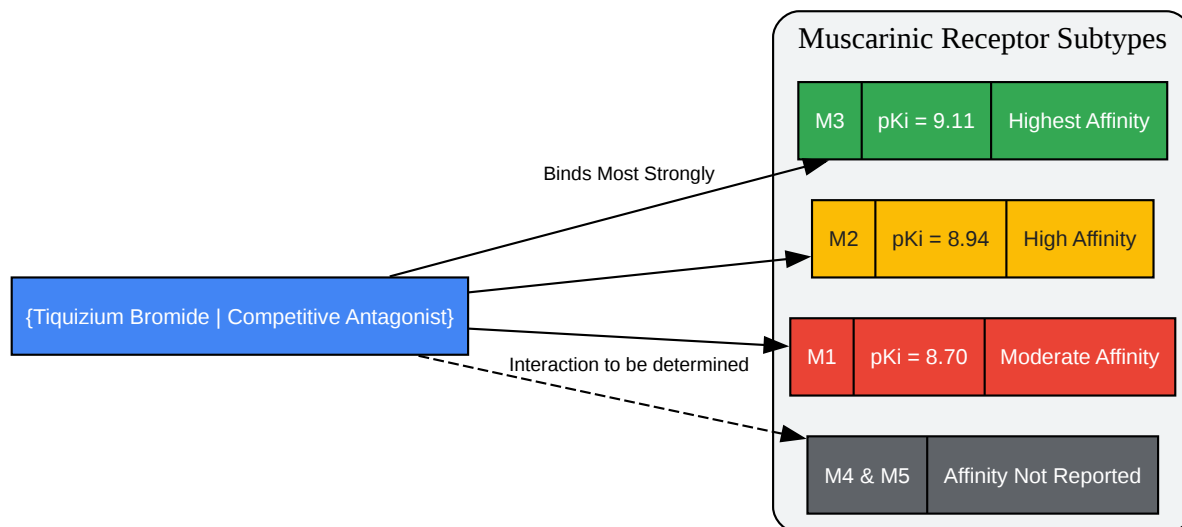 Muscarinic Receptor Subtypes
M3 pKi = 9.11 Highest Affinity
Binds Most Strongly
M2 pKi = 8.94 High Affinity
{Tiquizium Bromide | Competitive Antagonist}
M1 pKi = 8.70 Moderate Affinity
Interaction to be determined
M4 & M5 Affinity Not Reported